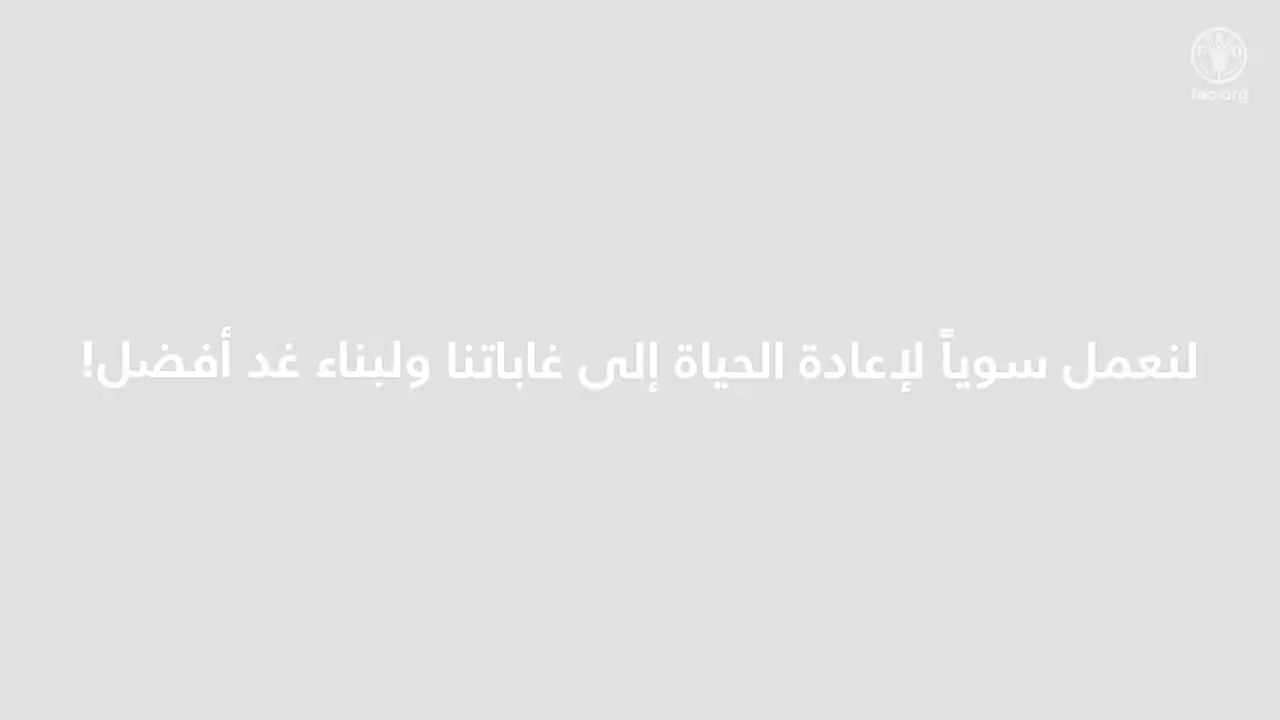 fao.org
لنعمل سوياً لإعادة الحياة إلى غاباتنا ولبناء غد أفضل!